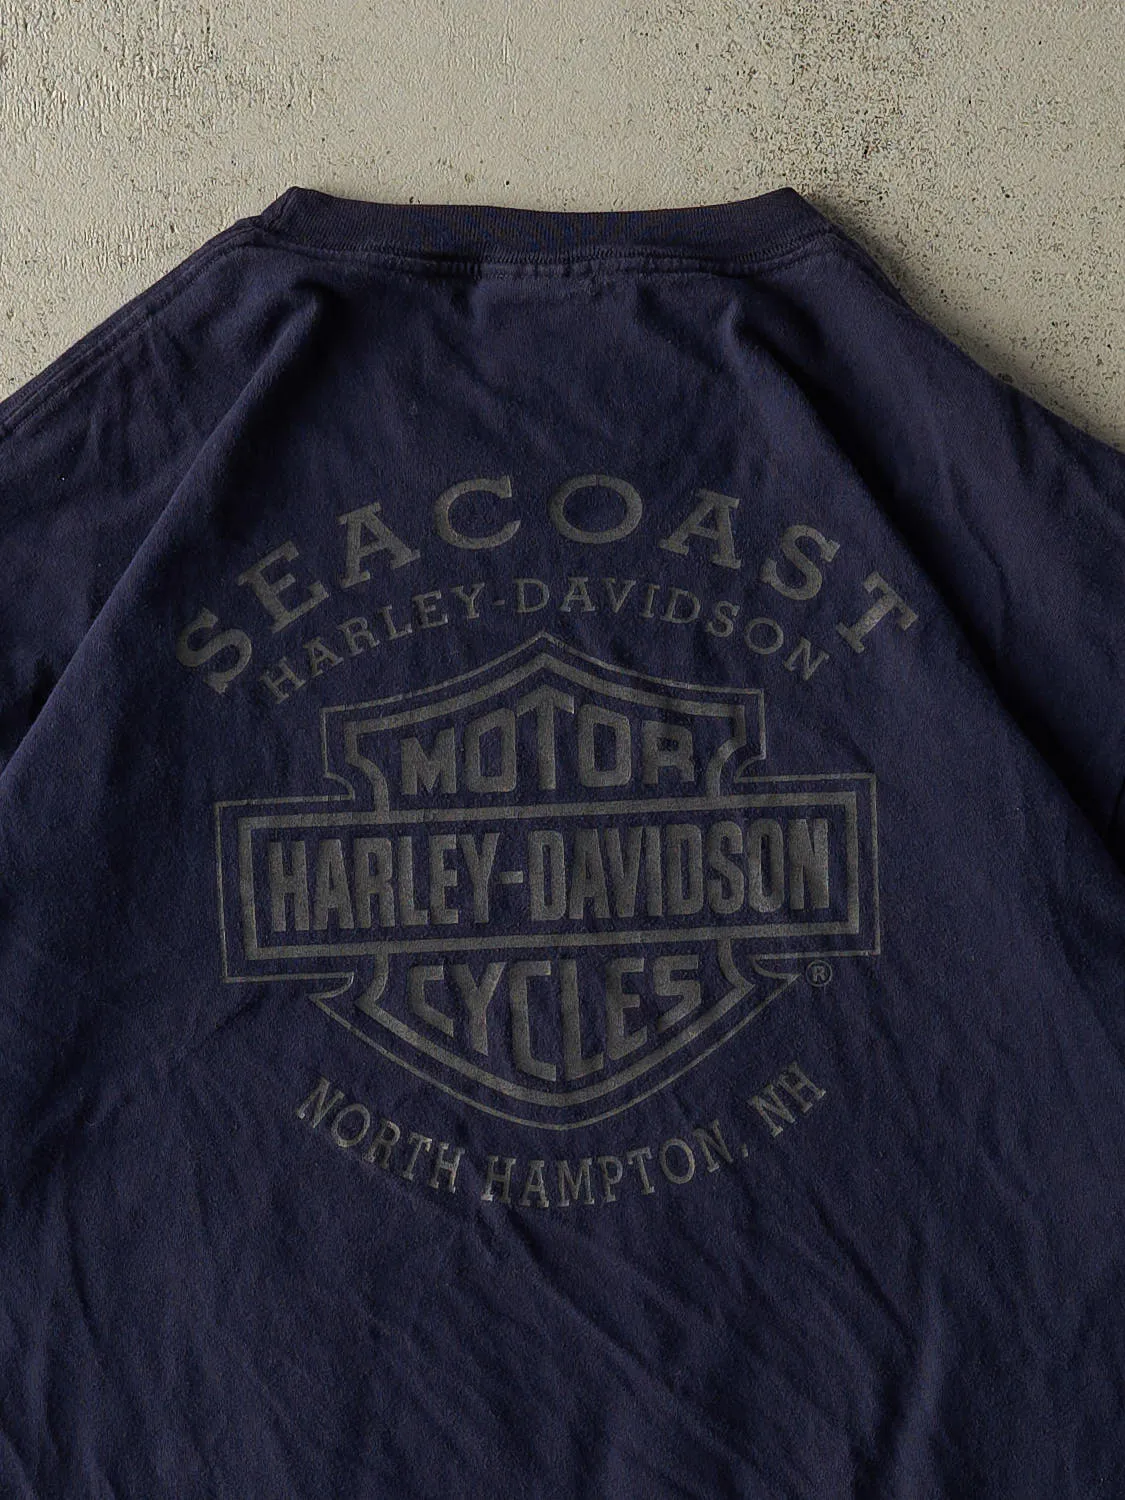 SEACOAST
HARLEY-DAVIDSON
MOTOR
HARLEY-DAVIDSON
CYCLES
®
NORTH HAMPTON, NH